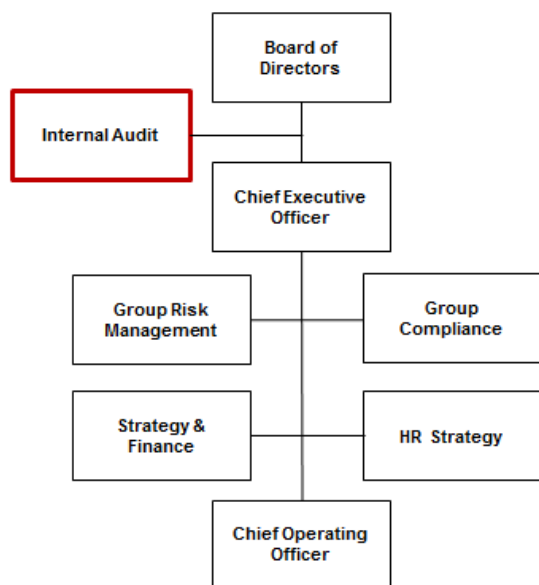 Board of
Directors
Internal Audit
Chief Executive
Officer
Group Risk
Management
Group
Compliance
Strategy &
Finance
HR Strategy
Chief Operating
Officer